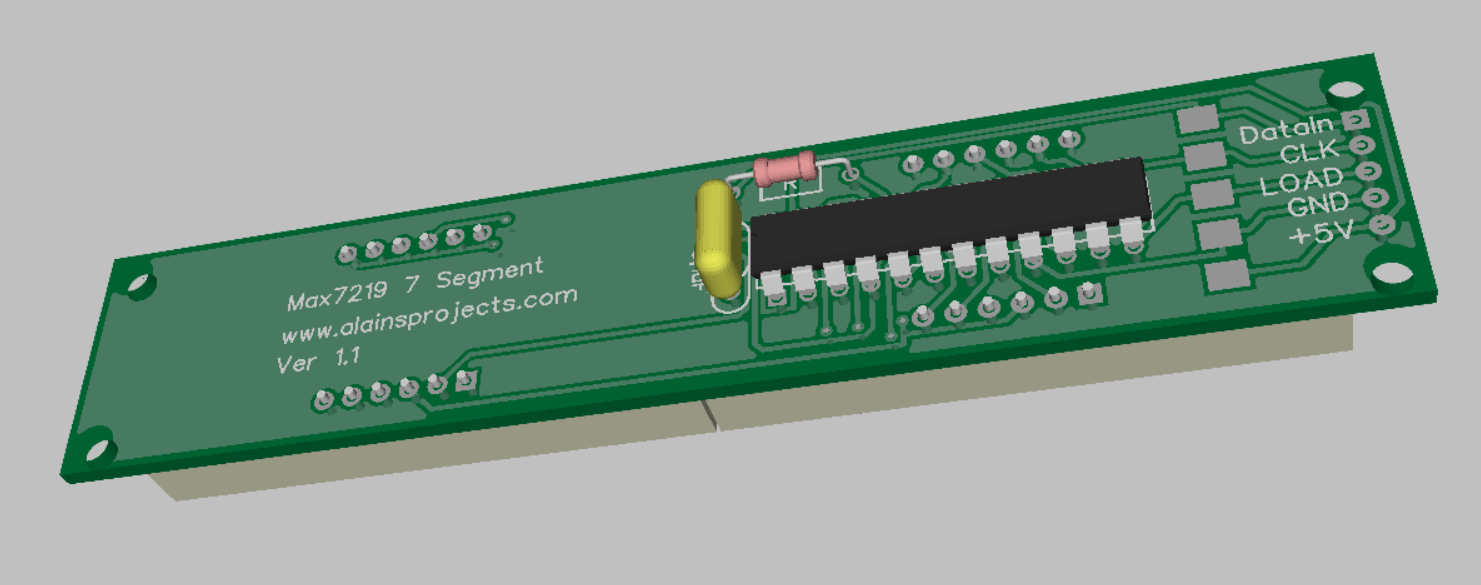 Max7219 7 Segment
www.alainsprojects.com
Ver 1.1
R
DataIn
CLK
LOAD
GND
+5V